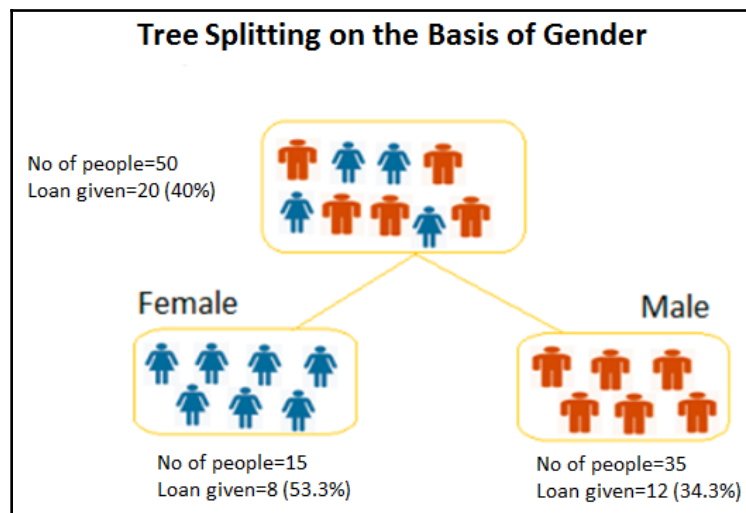 Tree Splitting on the Basis of Gender
No of people=50
Loan given=20 (40%)
Female
Male
No of people=15
Loan given=8 (53.3%)
No of people=35
Loan given=12 (34.3%)